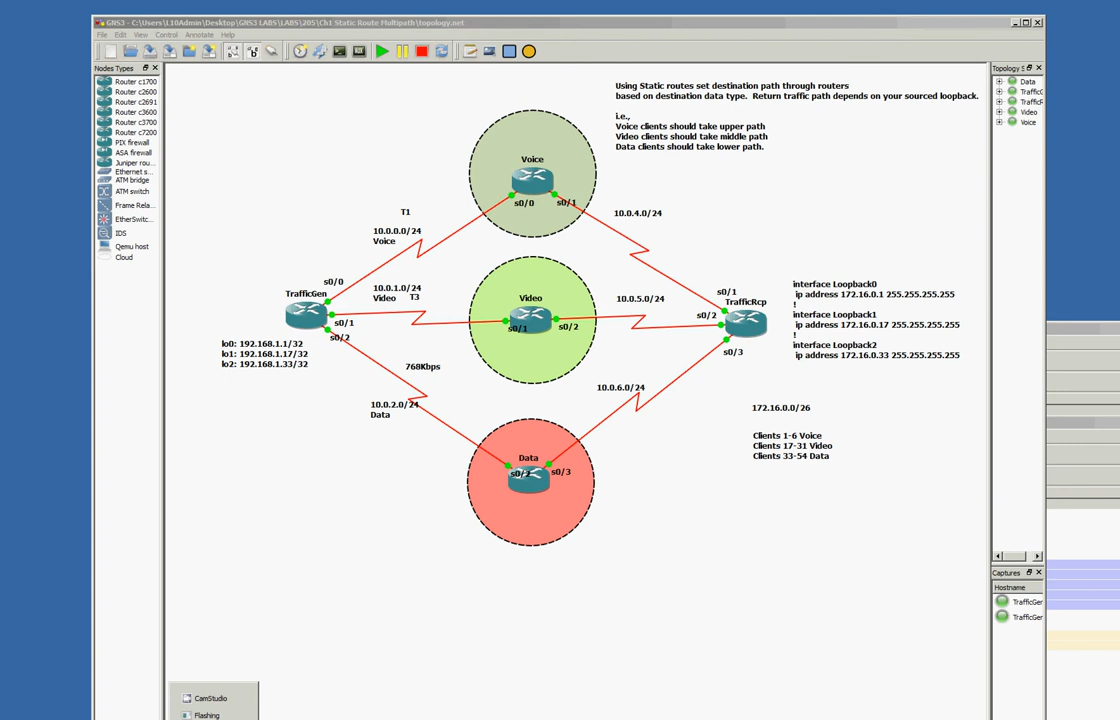 GNS3 - C:\Users\L10Admin\Desktop\GNS3 LABS\LABS\205\Ch1 Static Route Multipath\topology.net
File Edit View Control Annotate Help
Nodes Types
Router c1700
Router c2600
Router c2691
Router c3600
Router c3700
Router c7200
PIX firewall
ASA firewall
Juniper rou...
Ethernet s...
ATM bridge
ATM switch
Frame Rela...
EtherSwitc...
IDS
Qemu host
Cloud
Using Static routes set destination path through routers
based on destination data type. Return traffic path depends on your sourced loopback.
i.e.,
Voice clients should take upper path
Video clients should take middle path
Data clients should take lower path.
Voice
s0/0
s0/1
T1
10.0.0.0/24
Voice
10.0.4.0/24
s0/0
TrafficGen
s0/1
s0/2
10.0.1.0/24
Video T3
Video
s0/1
s0/2
10.0.5.0/24
s0/1
TrafficRcp
s0/2
s0/3
interface Loopback0
ip address 172.16.0.1 255.255.255.255
!
interface Loopback1
ip address 172.16.0.17 255.255.255.255
!
interface Loopback2
ip address 172.16.0.33 255.255.255.255
lo0: 192.168.1.1/32
lo1: 192.168.1.17/32
lo2: 192.168.1.33/32
768Kbps
10.0.2.0/24
Data
10.0.6.0/24
172.16.0.0/26
Clients 1-6 Voice
Clients 17-31 Video
Clients 33-54 Data
Data
s0/2
s0/3
Topology S
Data
TrafficG
TrafficR
Video
Voice
Captures
Hostname
TrafficGer
TrafficGer
CamStudio
Flashing